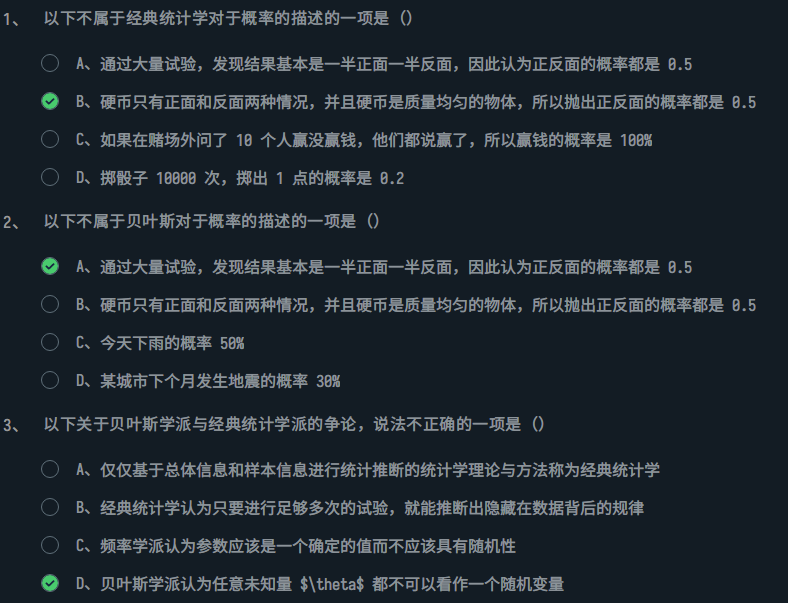 1、 以下不属于经典统计学对于概率的描述的一项是（）
A、通过大量试验，发现结果基本是一半正面一半反面，因此认为正反面的概率都是 0.5
B、硬币只有正面和反面两种情况，并且硬币是质量均匀的物体，所以抛出正反面的概率都是 0.5
C、如果在赌场外问了 10 个人赢没赢钱，他们都说赢了，所以赢钱的概率是 100%
D、掷骰子 10000 次，掷出 1 点的概率是 0.2
2、 以下不属于贝叶斯对于概率的描述的一项是（）
A、通过大量试验，发现结果基本是一半正面一半反面，因此认为正反面的概率都是 0.5
B、硬币只有正面和反面两种情况，并且硬币是质量均匀的物体，所以抛出正反面的概率都是 0.5
C、今天下雨的概率 50%
D、某城市下个月发生地震的概率 30%
3、 以下关于贝叶斯学派与经典统计学派的争论，说法不正确的一项是（）
A、仅仅基于总体信息和样本信息进行统计推断的统计学理论与方法称为经典统计学
B、经典统计学认为只要进行足够多次的试验，就能推断出隐藏在数据背后的规律
C、频率学派认为参数应该是一个确定的值而不应该具有随机性
D、贝叶斯学派认为任意未知量 $\theta$ 都不可以看作一个随机变量